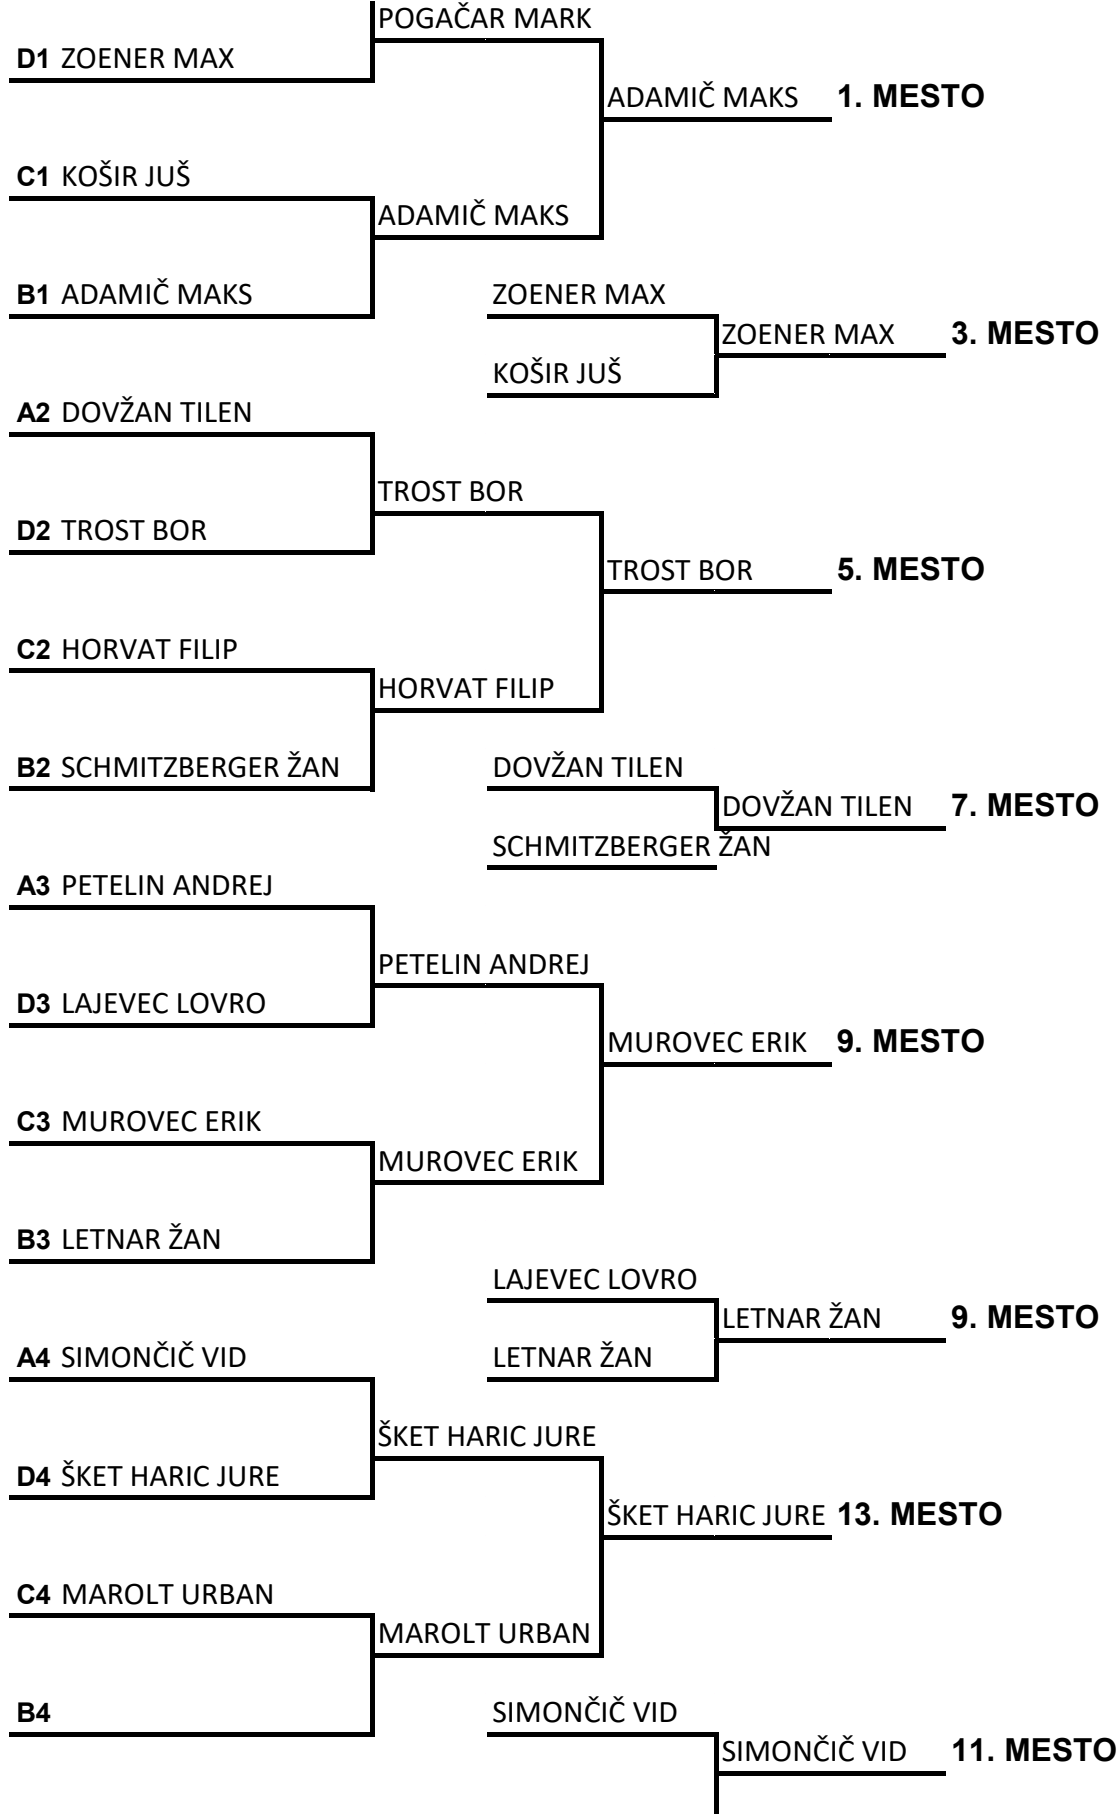 POGAČAR MARK
D1 ZOENER MAX
ADAMIČ MAKS 1. MESTO
C1 KOŠIR JUŠ
ADAMIČ MAKS
B1 ADAMIČ MAKS ZOENER MAX
ZOENER MAX 3. MESTO
KOŠIR JUŠ
A2 DOVŽAN TILEN
TROST BOR
D2 TROST BOR
TROST BOR 5. MESTO
C2 HORVAT FILIP
HORVAT FILIP
B2 SCHMITZBERGER ŽAN DOVŽAN TILEN
DOVŽAN TILEN 7. MESTO
SCHMITZBERGER ŽAN
A3 PETELIN ANDREJ
PETELIN ANDREJ
D3 LAJEVEC LOVRO
MUROVEC ERIK 9. MESTO
C3 MUROVEC ERIK
MUROVEC ERIK
B3 LETNAR ŽAN
LAJEVEC LOVRO
LETNAR ŽAN 9. MESTO
A4 SIMONČIČ VID LETNAR ŽAN
ŠKET HARIC JURE
D4 ŠKET HARIC JURE
ŠKET HARIC JURE 13. MESTO
C4 MAROLT URBAN
MAROLT URBAN
B4 SIMONČIČ VID
SIMONČIČ VID 11. MESTO